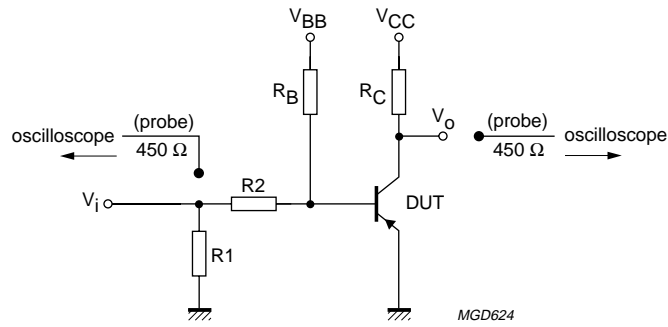 VBB VCC
RB RC
(probe) Vo (probe)
oscilloscope 450 Ω 450 Ω oscilloscope
R2
Vi DUT
R1
MGD624